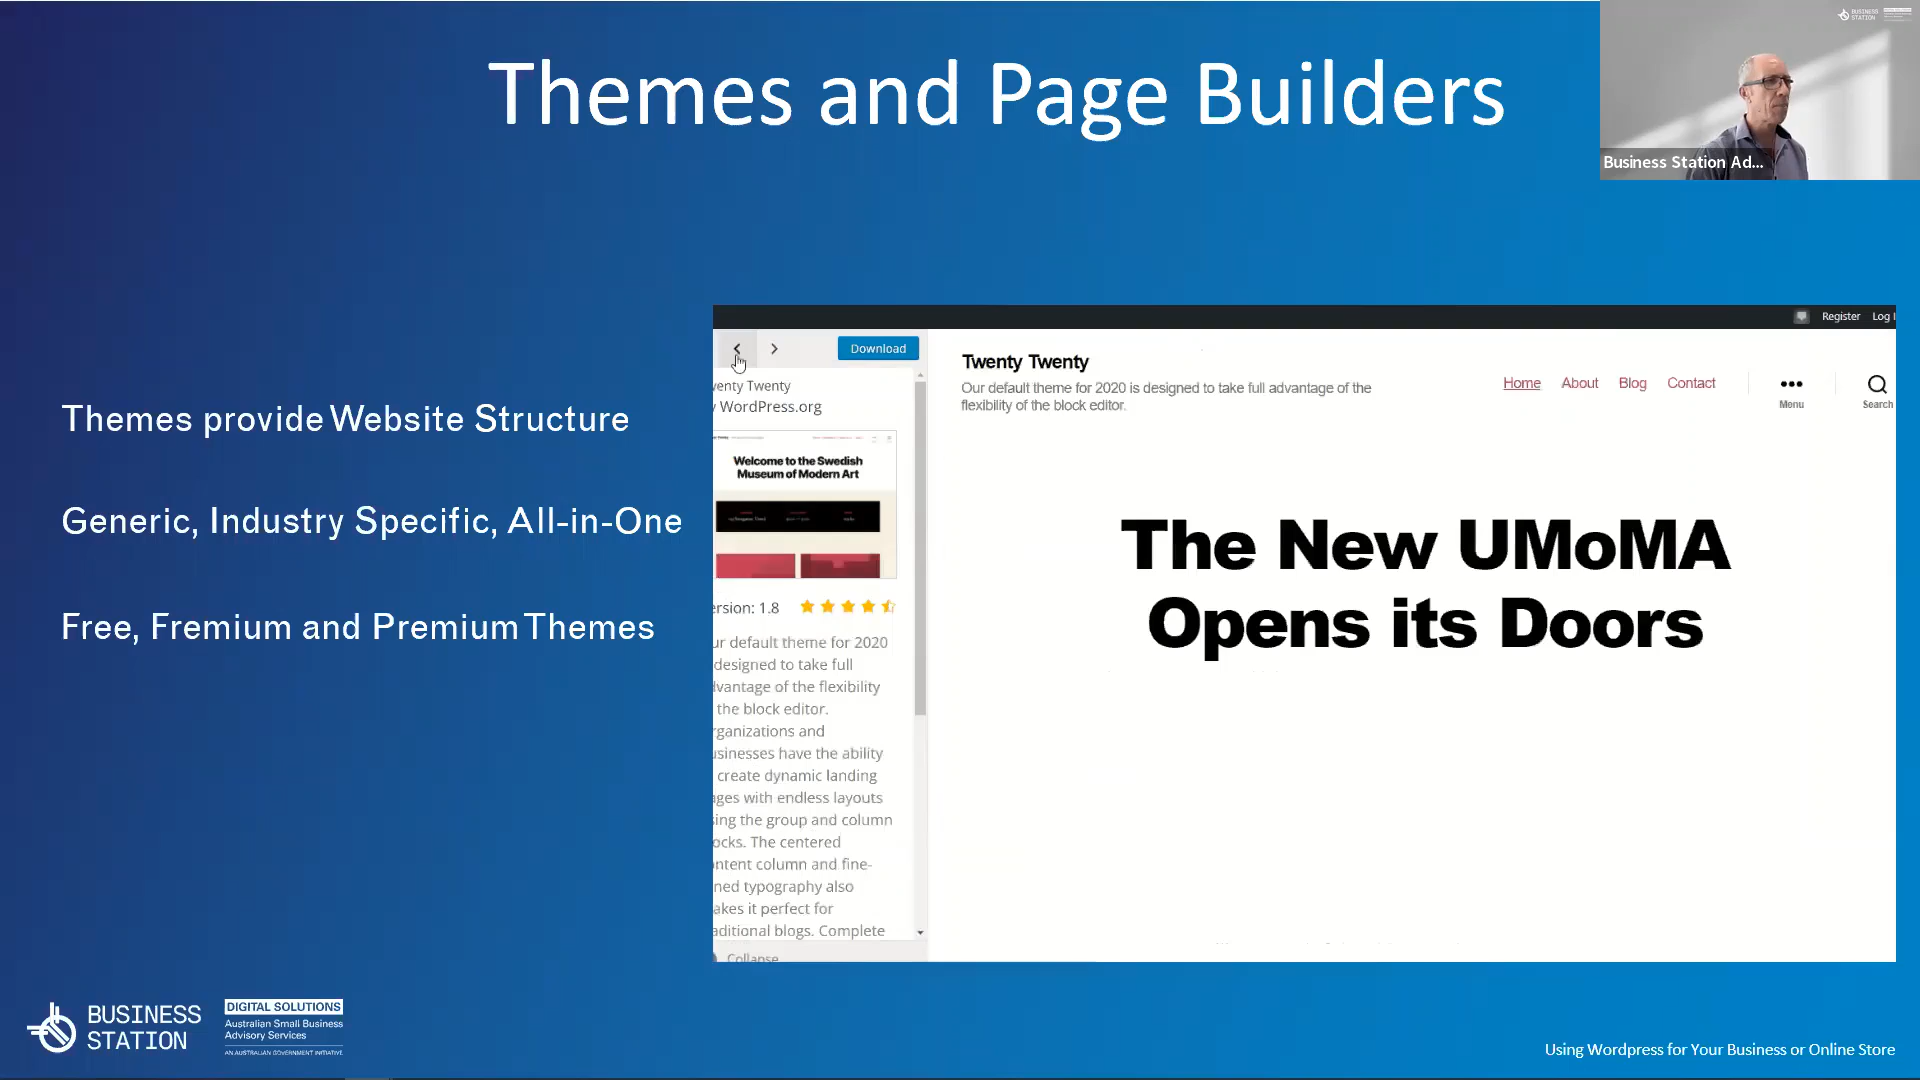 Themes and Page Builders
BUSINESS
STATION
Business Station Ad...
Themes provide Website Structure
Generic, Industry Specific, All-in-One
Free, Fremium and Premium Themes
Register Log I
Download
venty Twenty
WordPress.org
Welcome to the Swedish
Museum of Modern Art
ersion: 1.8
ur default theme for 2020
designed to take full
dvantage of the flexibility
the block editor.
rganizations and
usinesses have the ability
create dynamic landing
ages with endless layouts
sing the group and column
ocks. The centered
ontent column and fine-
ned typography also
akes it perfect for
aditional blogs. Complete
Collapse
Twenty Twenty
Our default theme for 2020 is designed to take full advantage of the
flexibility of the block editor.
Home About Blog Contact
Menu
Search
The New UMoMA
Opens its Doors
BUSINESS
STATION
DIGITAL SOLUTIONS
Australian Small Business
Advisory Services
AN AUSTRALIAN GOVERNMENT INITIATIVE
Using Wordpress for Your Business or Online Store